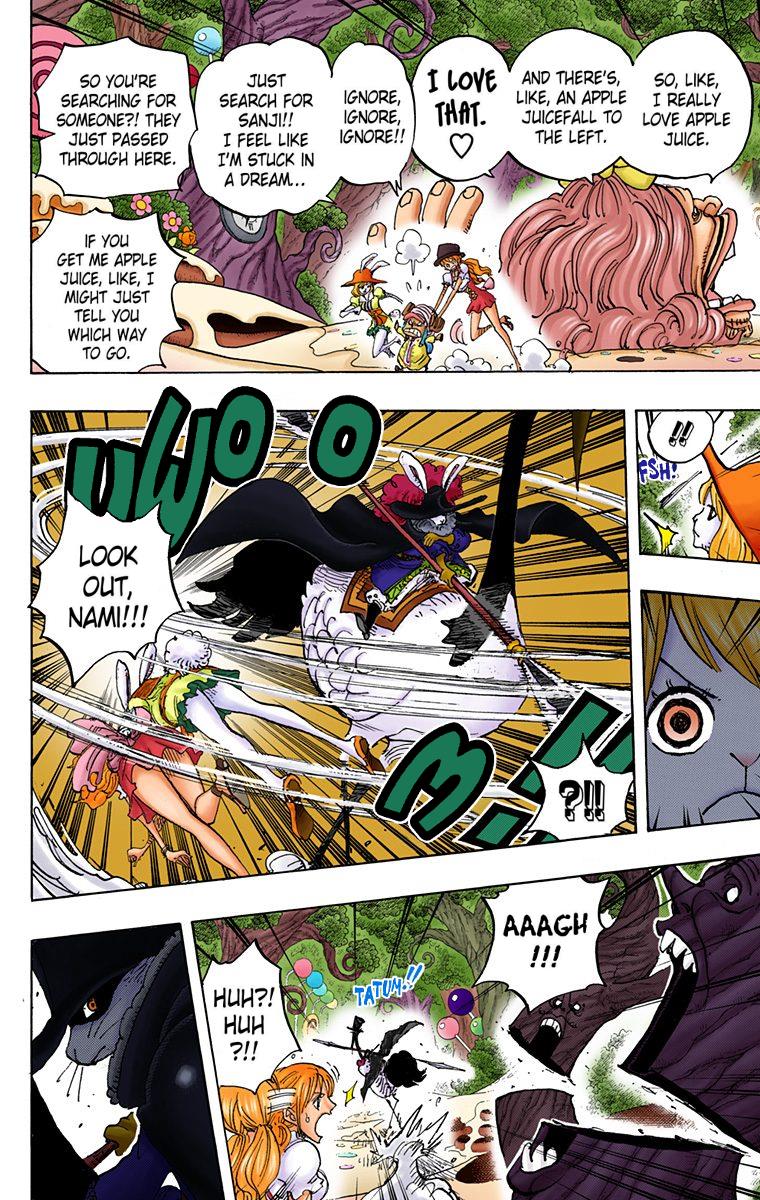 SO, LIKE,
I REALLY
LOVE APPLE
JUICE.
AND THERE'S,
LIKE, AN APPLE
JUICEFALL TO
THE LEFT.
I LOVE
THAT.
♡
IGNORE,
IGNORE,
IGNORE!!
JUST
SEARCH FOR
SANJI!!
I FEEL LIKE
I'M STUCK IN
A DREAM...
SO YOU'RE
SEARCHING FOR
SOMEONE?! THEY
JUST PASSED
THROUGH HERE.
IF YOU
GET ME APPLE
JUICE, LIKE, I
MIGHT JUST
TELL YOU
WHICH WAY
TO GO.
!!
FSH!
UWOO
LOOK
OUT,
NAMI!!!
?!!
AAAGH
!!!
TATUM!!
HUH?!
HUH
?!!